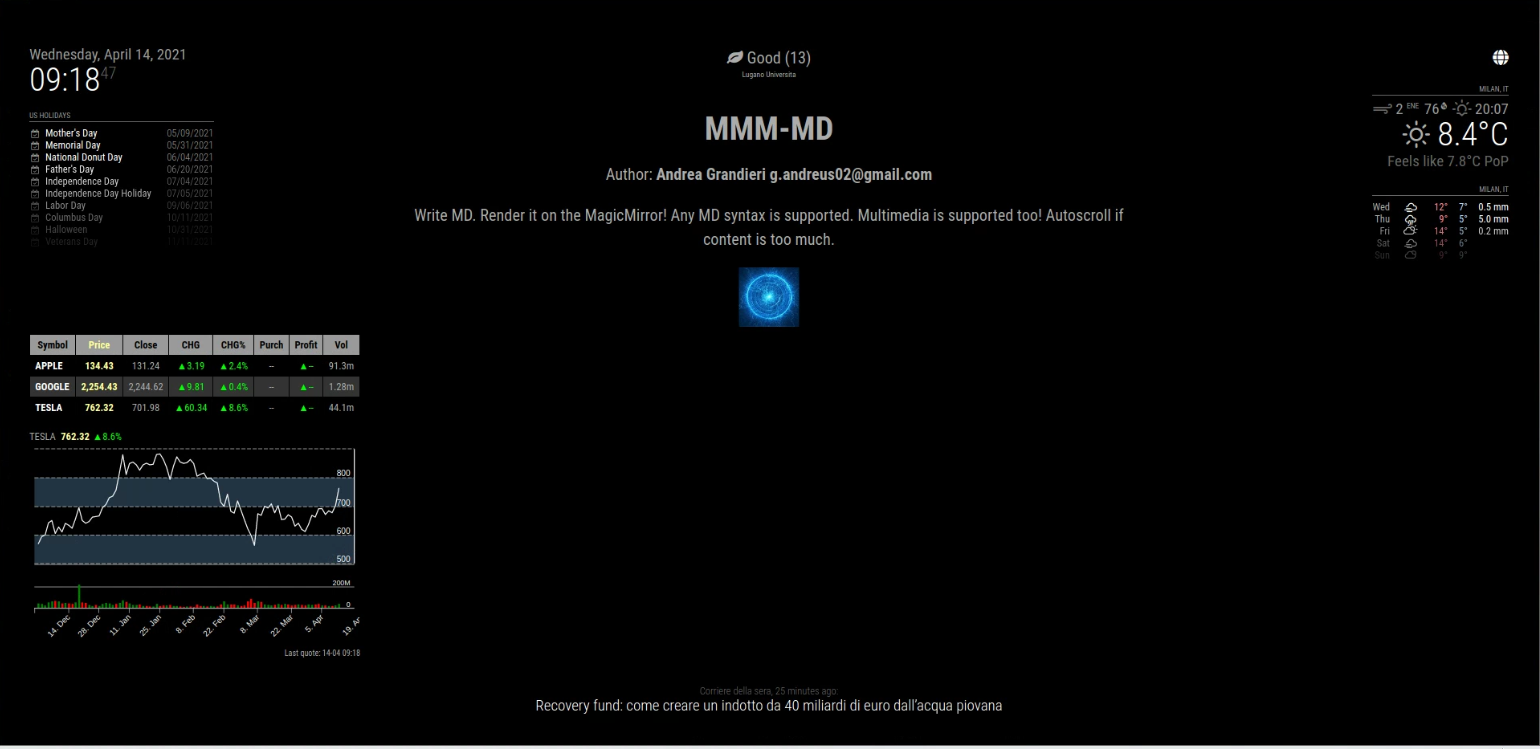 Wednesday, April 14, 2021
09:18 47
US HOLIDAYS
Mother's Day 05/09/2021
Memorial Day 05/31/2021
National Donut Day 06/04/2021
Father's Day 06/20/2021
Independence Day 07/04/2021
Independence Day Holiday 07/05/2021
Labor Day 09/06/2021
Columbus Day 10/11/2021
Halloween 10/31/2021
Veterans Day 11/11/2021
Symbol Price Close CHG CHG% Purch Profit Vol
APPLE 134.43 131.24 ▲3.19 ▲2.4% -- ▲-- 91.3m
GOOGLE 2,254.43 2,244.62 ▲9.81 ▲0.4% -- ▲-- 1.28m
TESLA 762.32 701.98 ▲60.34 ▲8.6% -- ▲-- 44.1m
TESLA 762.32 ▲8.6%
800
700
600
500
200M
0
14. Dec 28. Dec 11. Jan 25. Jan 8. Feb 22. Feb 8. Mar 22. Mar 5. Apr 19. Ar
Last quote: 14-04 09:18
Good (13)
Lugano Universita
MMM-MD
Author: Andrea Grandieri g.andreus02@gmail.com
Write MD. Render it on the MagicMirror! Any MD syntax is supported. Multimedia is supported too! Autoscroll if
content is too much.
Corriere della sera, 25 minutes ago:
Recovery fund: come creare un indotto da 40 miliardi di euro dall'acqua piovana
MILAN, IT
2 ENE 76 20:07
8.4°C
Feels like 7.8°C PoP
MILAN, IT
Wed 12° 7° 0.5 mm
Thu 9° 5° 5.0 mm
Fri 14° 5° 0.2 mm
Sat 14° 6°
Sun 9° 9°